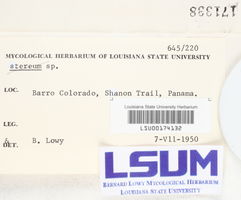 171338
645/220
MYCOLOGICAL HERBARIUM OF LOUISIANA STATE UNIVERSITY
stereum sp.
LOC. Barro Colorado, Shanon Trail, Panama.
Louisiana State University Herbarium
LSU00174132
LEG.
& DET. B. Lowy 7-V11-1950
LSUM
BERNARD LOWY MYCOLOGICAL HERBARIUM
LOUISIANA STATE UNIVERSITY